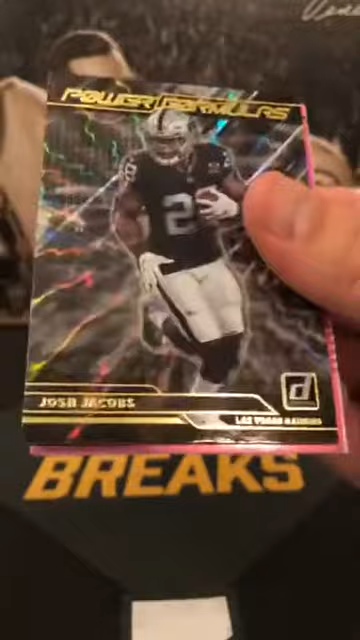 POWER FORMULAS
28
D
JOSH JACOBS
LAS VEGAS RAIDERS
BREAKS